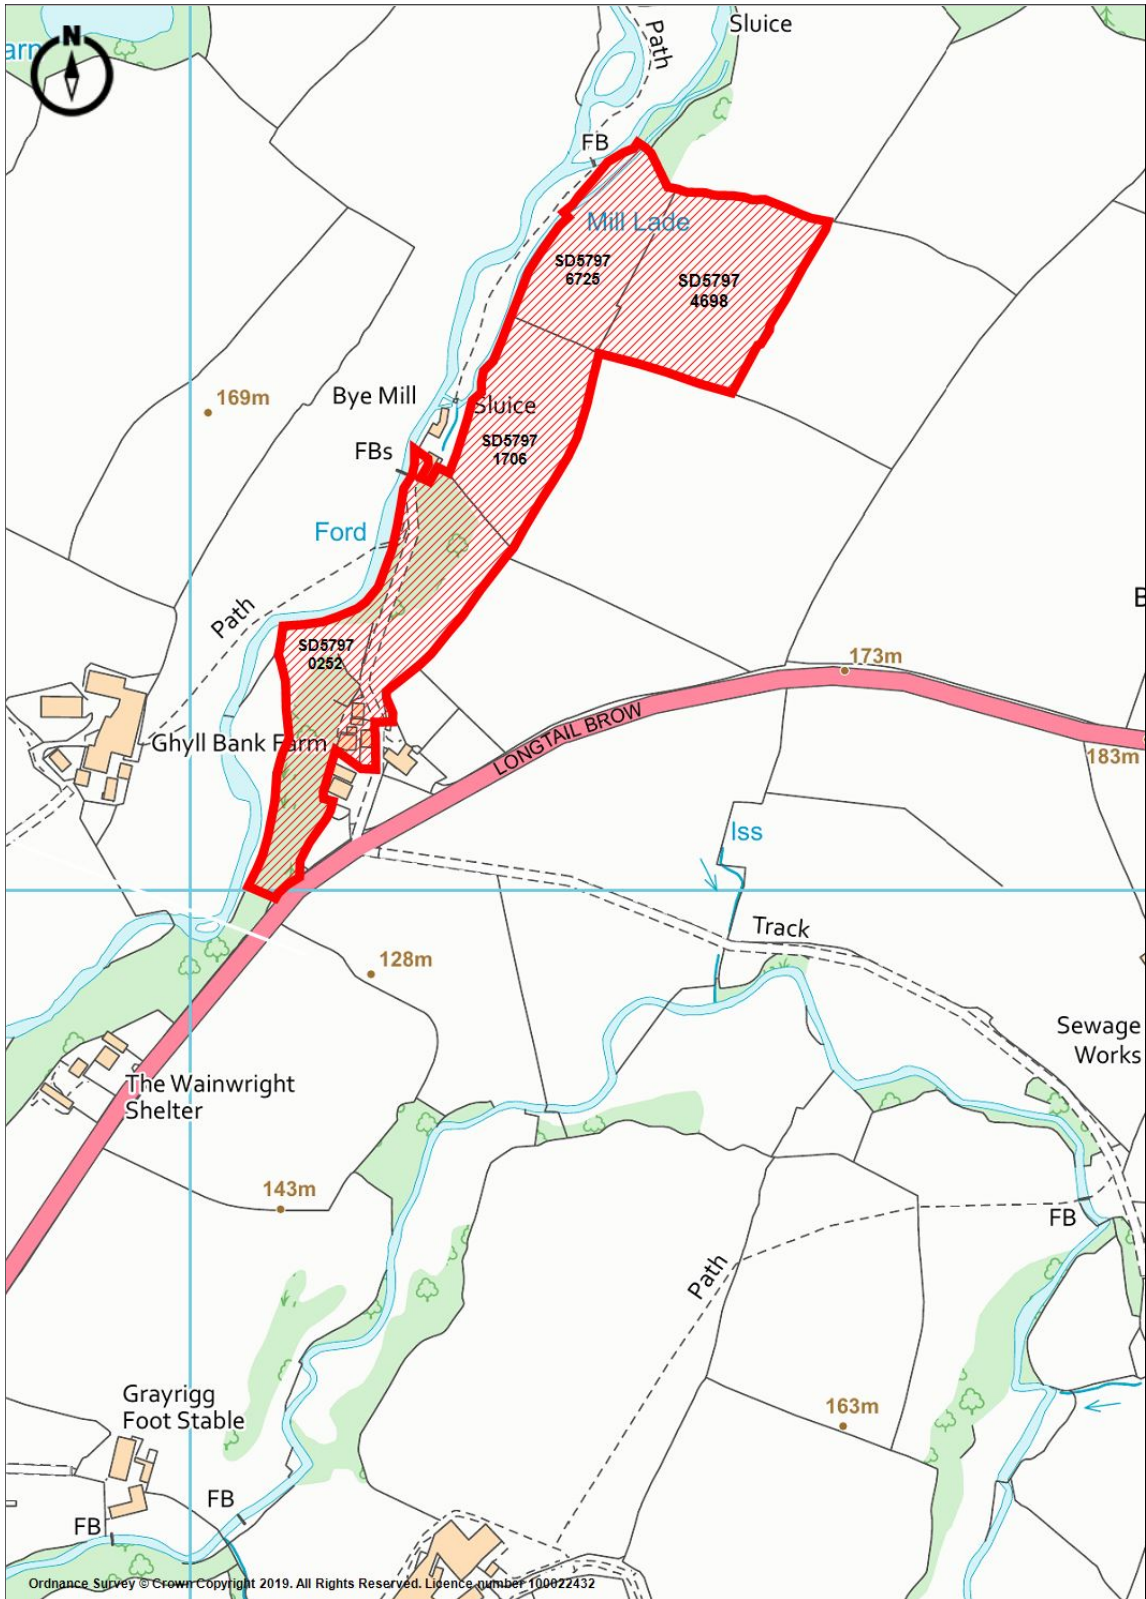 Sluice
Path
arn
N
FB
Mill Lade
SD5797
6725
SD5797
4698
169m
Bye Mill
Sluice
SD5797
1706
FBs
Ford
Path
SD5797
0252
B
173m
LONGTAIL BROW
Ghyll Bank Farm
183m
Iss
Track
128m
Sewage
Works
The Wainwright
Shelter
143m
FB
Path
Grayrigg
Foot Stable
163m
FB
FB
Ordnance Survey © Crown Copyright 2019. All Rights Reserved. Licence number 100022432